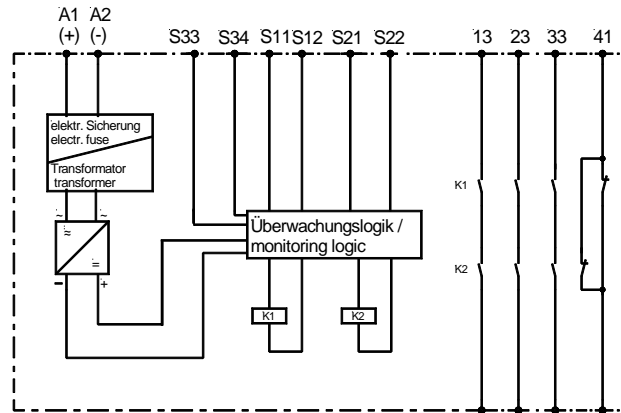 A1 A2
(+) (-) S33 S34 S11 S12 S21 S22 13 23 33 41
elektr. Sicherung
electr. fuse
Transformator
transformer
K1
~ ~
Überwachungslogik /
monitoring logic
≈
=
K2
− +
K1 K2